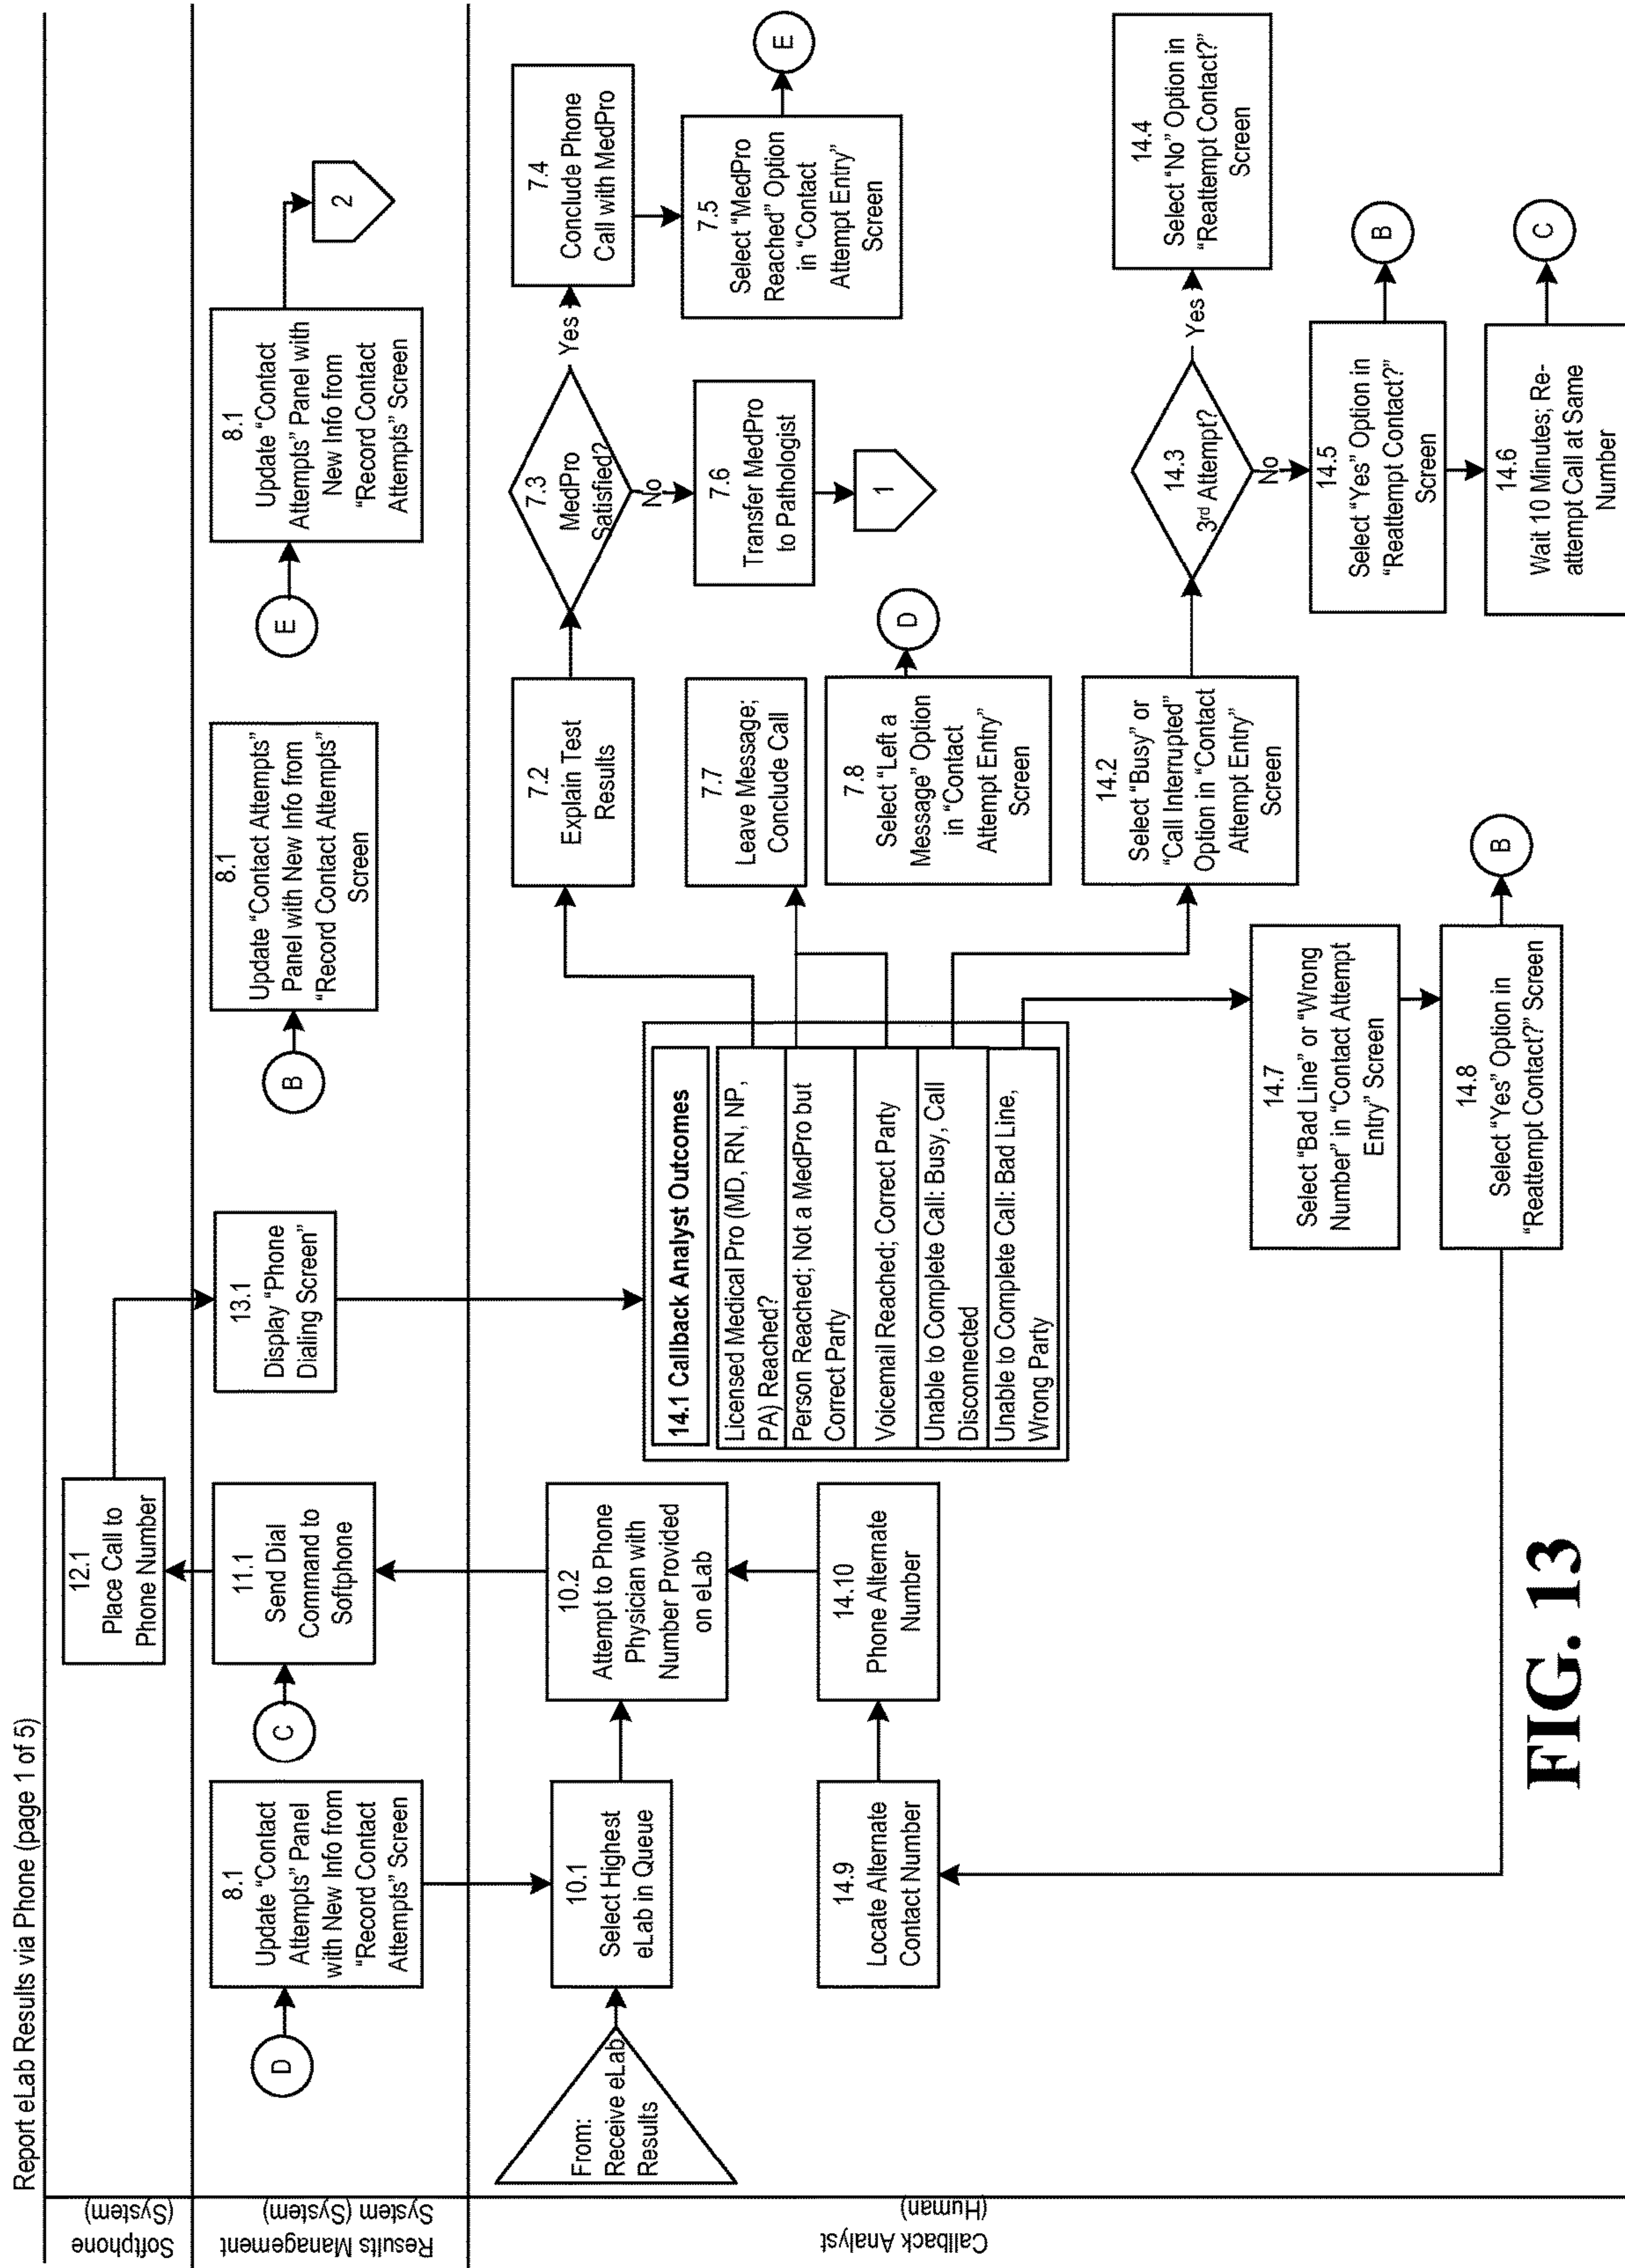 Report eLab Results via Phone (page 1 of 5)
Softphone
(System)
12.1
Place Call to
Phone Number
Results Management
System (System)
D
8.1
Update "Contact
Attempts" Panel
with New Info from
"Record Contact
Attempts" Screen
C
11.1
Send Dial
Command to
Softphone
13.1
Display "Phone
Dialing Screen"
B
8.1
Update "Contact Attempts"
Panel with New Info from
"Record Contact Attempts"
Screen
E
8.1
Update "Contact
Attempts" Panel with
New Info from
"Record Contact
Attempts" Screen
2
Callback Analyst
(Human)
From:
Receive eLab
Results
10.1
Select Highest
eLab in Queue
10.2
Attempt to Phone
Physician with
Number Provided
on eLab
14.9
Locate Alternate
Contact Number
14.10
Phone Alternate
Number
14.1 Callback Analyst Outcomes
Licensed Medical Pro (MD, RN, NP,
PA) Reached?
Person Reached; Not a MedPro but
Correct Party
Voicemail Reached; Correct Party
Unable to Complete Call: Busy, Call
Disconnected
Unable to Complete Call: Bad Line,
Wrong Party
7.2
Explain Test
Results
7.3
MedPro
Satisfied?
Yes
7.4
Conclude Phone
Call with MedPro
7.5
Select "MedPro
Reached" Option
in "Contact
Attempt Entry"
Screen
E
No
7.6
Transfer MedPro
to Pathologist
1
7.7
Leave Message;
Conclude Call
7.8
Select "Left a
Message" Option
in "Contact
Attempt Entry"
Screen
D
14.2
Select "Busy" or
"Call Interrupted"
Option in "Contact
Attempt Entry"
Screen
14.3
3rd Attempt?
Yes
14.4
Select "No" Option in
"Reattempt Contact?"
Screen
No
14.5
Select "Yes" Option in
"Reattempt Contact?"
Screen
B
14.6
Wait 10 Minutes; Re-
attempt Call at Same
Number
C
14.7
Select "Bad Line" or "Wrong
Number" in "Contact Attempt
Entry" Screen
14.8
Select "Yes" Option in
"Reattempt Contact?" Screen
B
FIG. 13